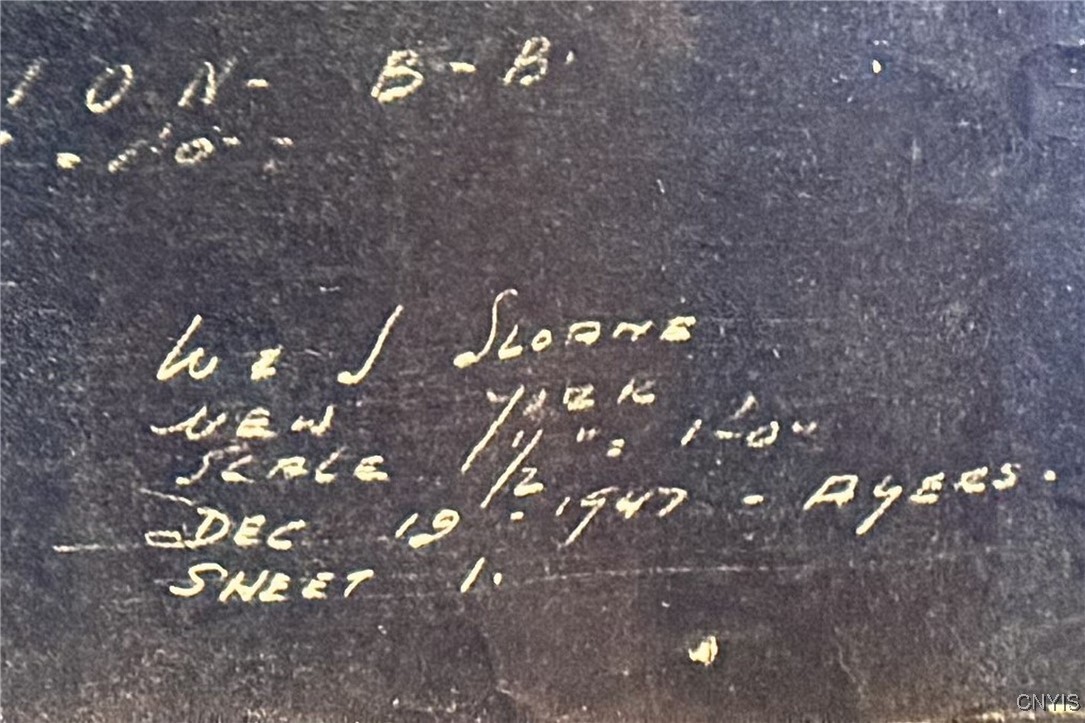 ION- B-B.
W & J SLOANE
NEW YORK
SCALE 1/2" = 1'-0"
DEC 19 - 1947 - AYERS.
SHEET 1.
CNYIS